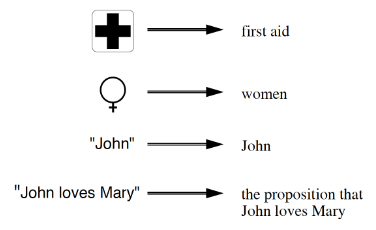 first aid
women
"John"
John
"John loves Mary"
the proposition that
John loves Mary